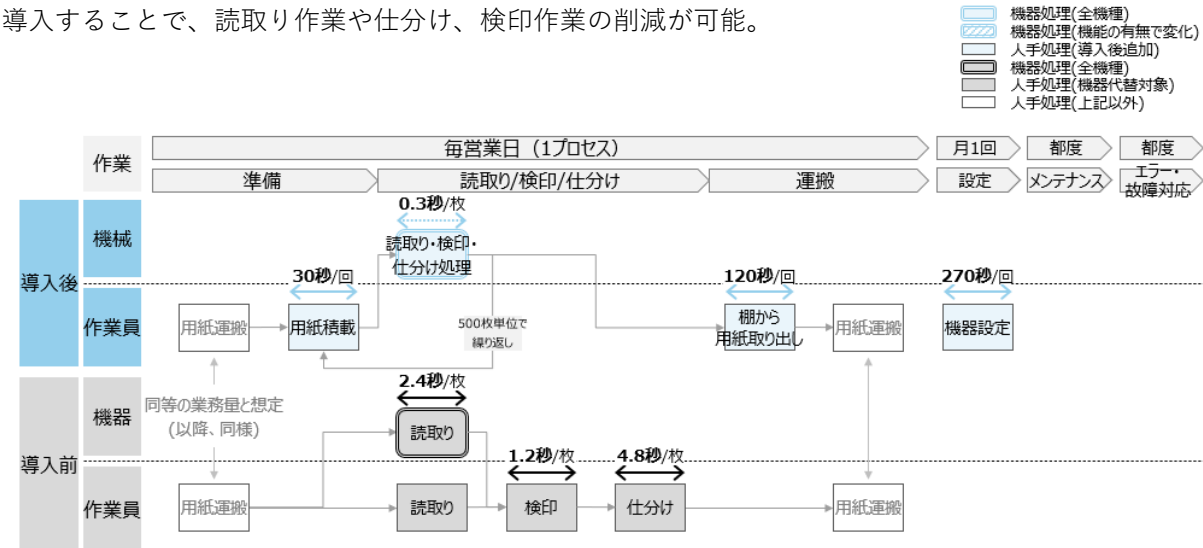 導入することで、読取り作業や仕分け、検印作業の削減が可能。
機器処理(全機種)
機器処理(機能の有無で変化)
人手処理(導入後追加)
機器処理(全機種)
人手処理(機器代替対象)
人手処理(上記以外)
作業
毎営業日（1プロセス）
月1回
都度
都度
準備
読取り/検印/仕分け
運搬
設定
メンテナンス
エラー・
故障対応
導入後
機械
0.3秒/枚
読取り・検印・
仕分け処理
作業員
用紙運搬
30秒/回
用紙積載
500枚単位で
繰り返し
120秒/回
棚から
用紙取り出し
用紙運搬
270秒/回
機器設定
同等の業務量と想定
(以降、同様)
導入前
機器
2.4秒/枚
読取り
作業員
用紙運搬
読取り
1.2秒/枚
検印
4.8秒/枚
仕分け
用紙運搬